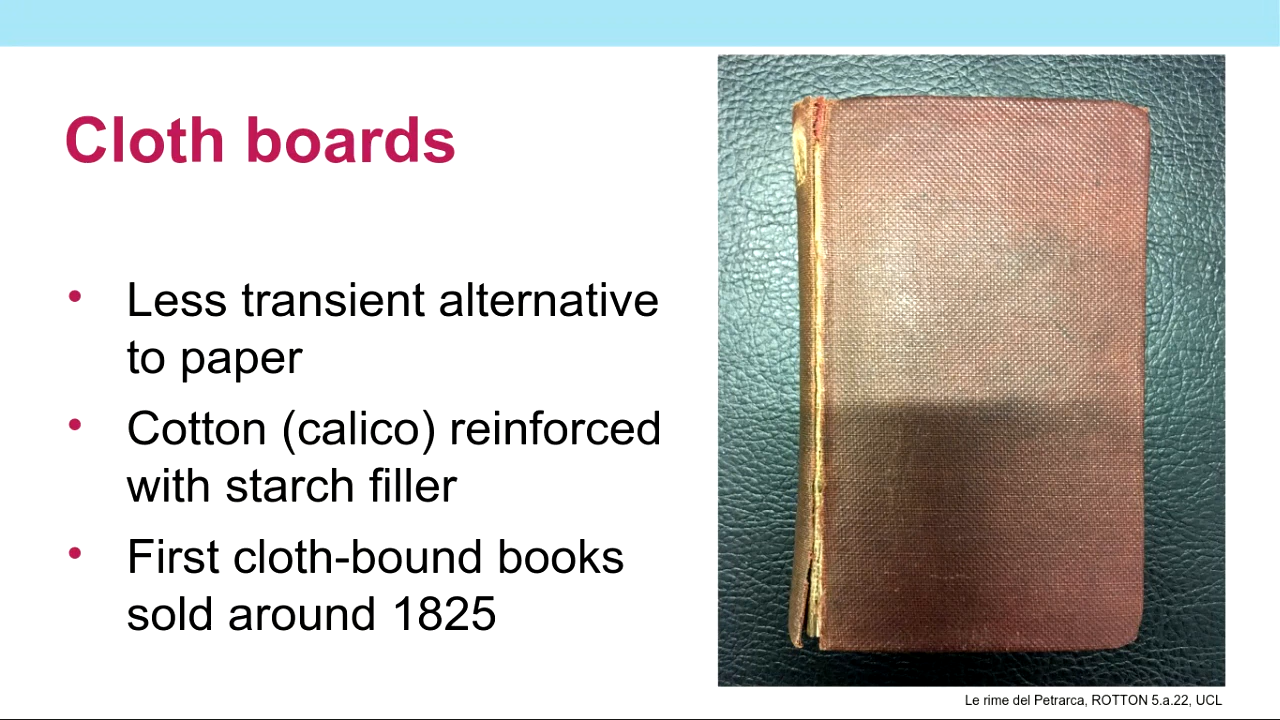 Cloth boards
• Less transient alternative
to paper
• Cotton (calico) reinforced
with starch filler
• First cloth-bound books
sold around 1825
Le rime del Petrarca, ROTTON 5.a.22, UCL